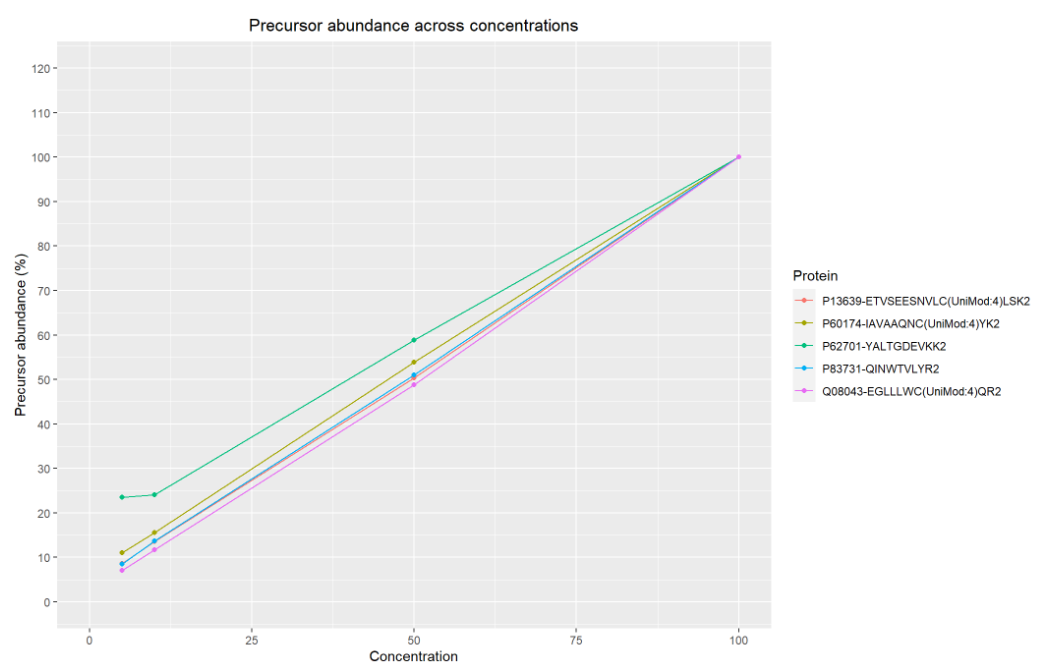 Precursor abundance across concentrations
Precursor abundance (%)
120
110
100
90
80
70
60
50
40
30
20
10
0
0
25
50
75
100
Concentration
Protein
P13639-ETVSEESNVLC(UniMod:4)LSK2
P60174-IAVAAQNC(UniMod:4)YK2
P62701-YALTGDEVKK2
P83731-QINWTVLYR2
Q08043-EGLLLWC(UniMod:4)QR2